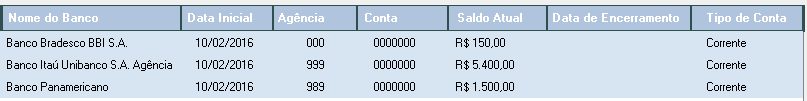 Nome do Banco Data Inicial Agência Conta Saldo Atual Data de Encerramento Tipo de Conta
Banco Bradesco BBI S.A. 10/02/2016 000 0000000 R$ 150,00 Corrente
Banco Itaú Unibanco S.A. Agência 10/02/2016 999 0000000 R$ 5.400,00 Corrente
Banco Panamericano 10/02/2016 989 0000000 R$ 1.500,00 Corrente